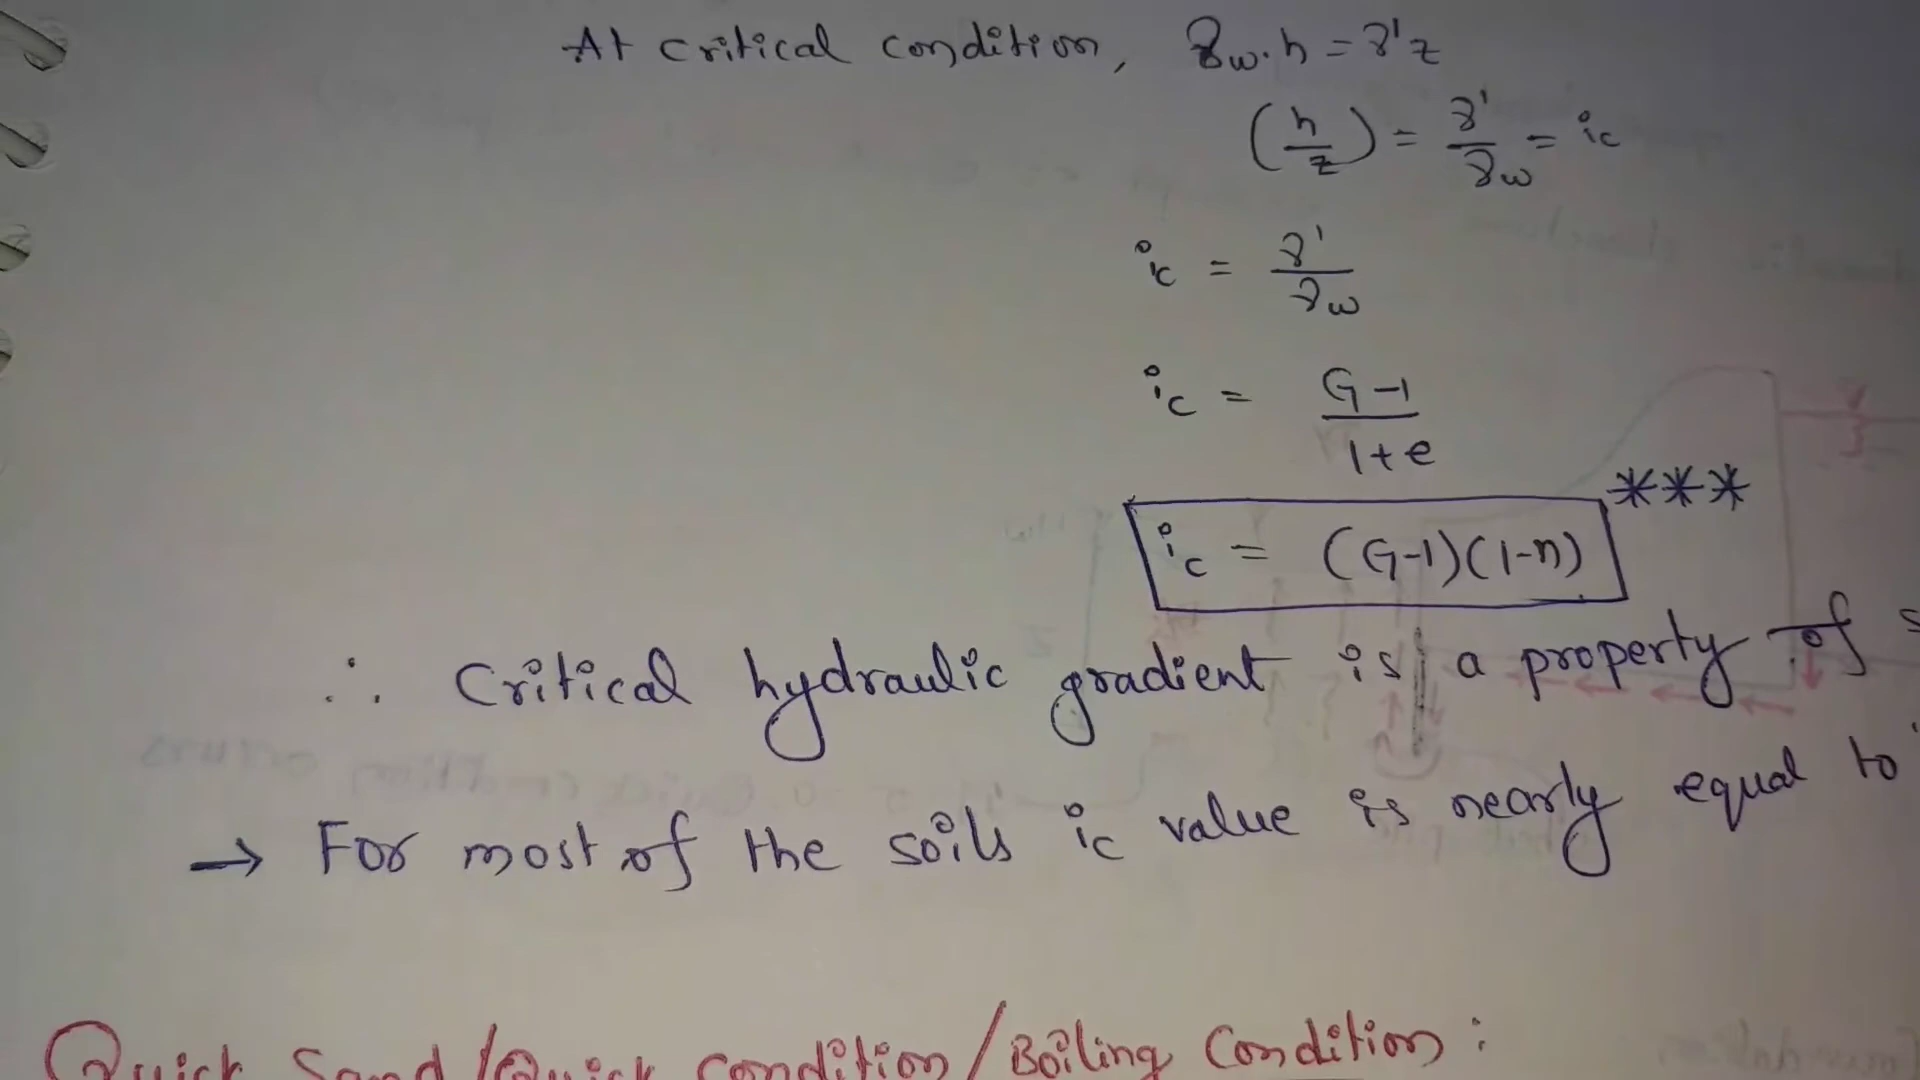 At critical condition, γw.h = γ'z
(h/z) = γ'/γw = ic
ic = γ'/γw
ic = G-1/1+e
ic = (G-1)(1-n) ***
∴ Critical hydraulic gradient is a property of
→ For most of the soils ic value is nearly equal to
Quick Sand/Quick Condition/Boiling Condition: